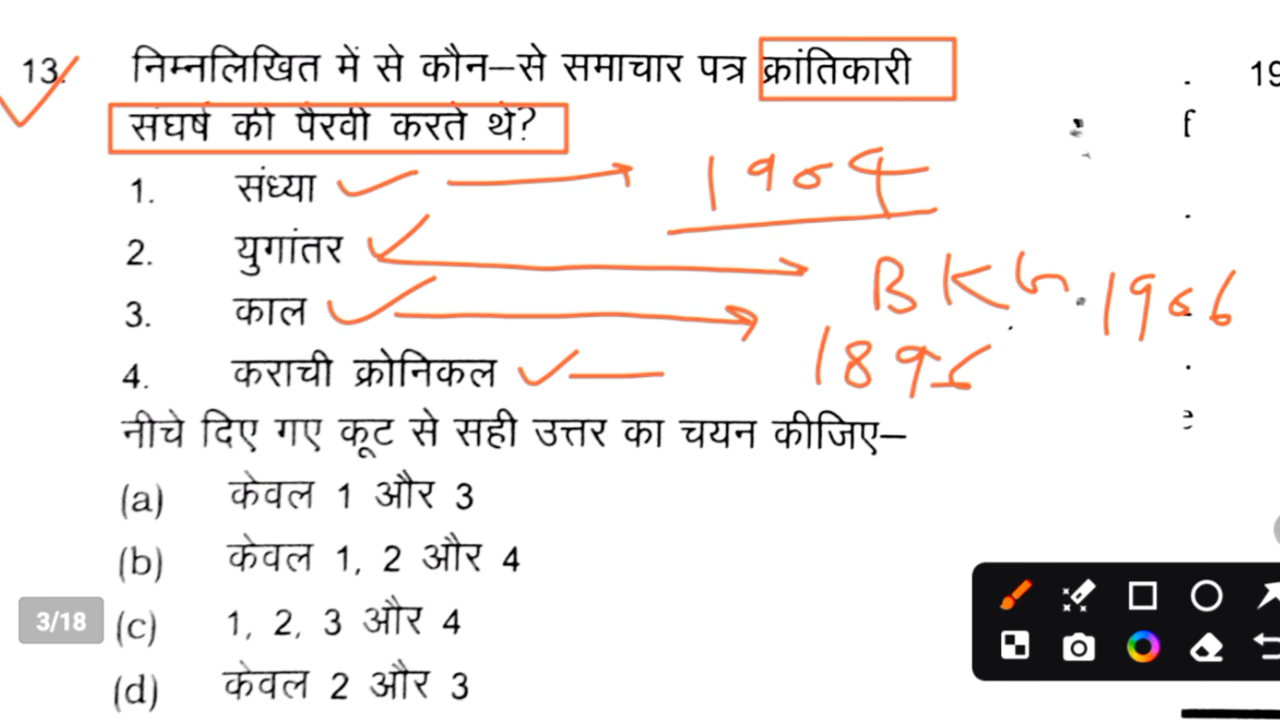 13. निम्नलिखित में से कौन–से समाचार पत्र क्रांतिकारी
संघर्ष की पैरवी करते थे?
1. संध्या 1904
2. युगांतर BKG. 1906
3. काल 1896
4. कराची क्रोनिकल
नीचे दिए गए कूट से सही उत्तर का चयन कीजिए–
(a) केवल 1 और 3
(b) केवल 1, 2 और 4
(c) 1, 2, 3 और 4
(d) केवल 2 और 3
3/18
19
f